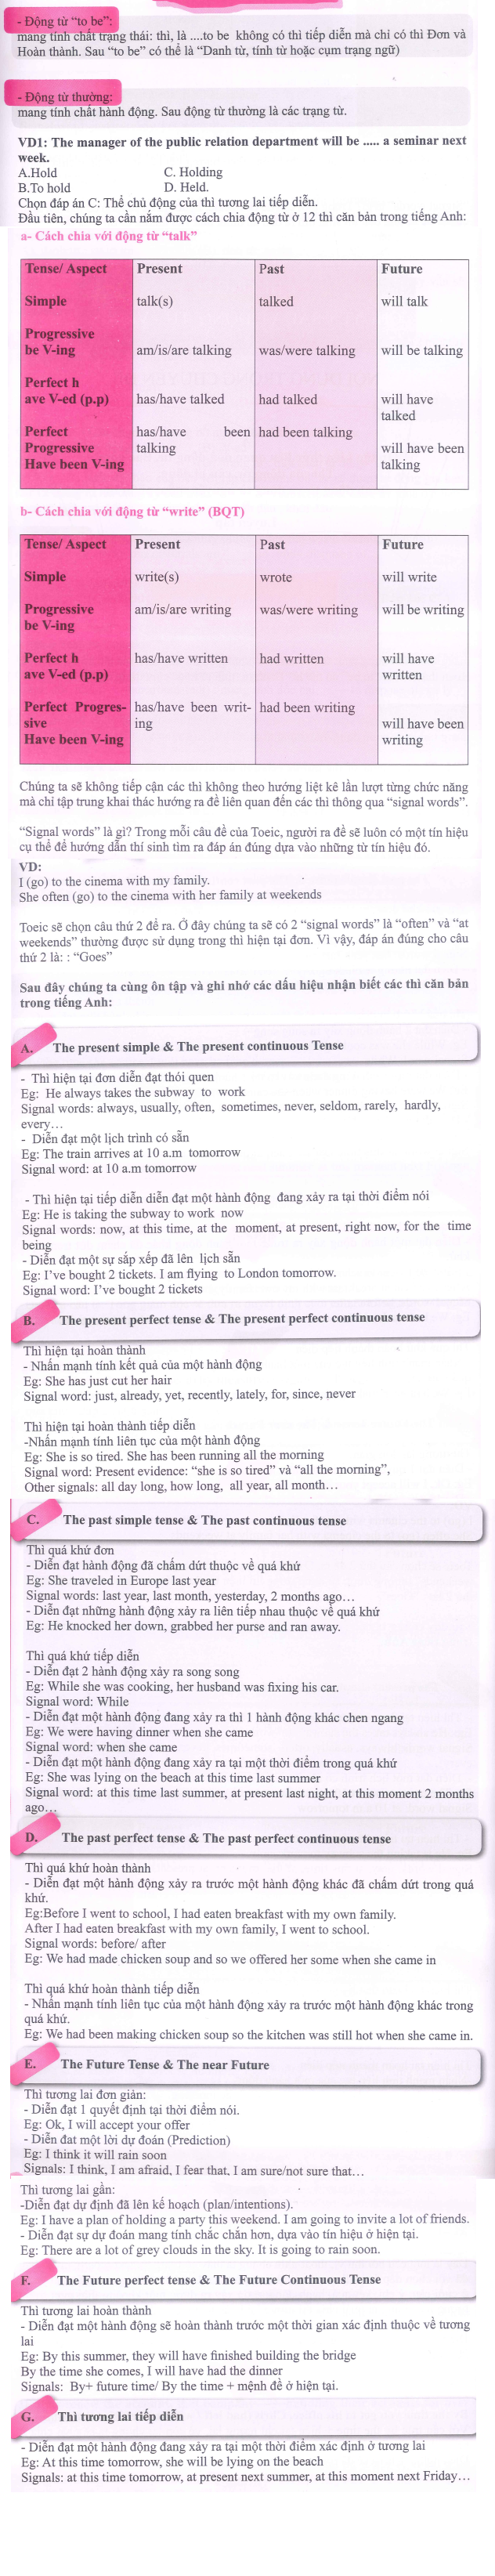 - Động từ “to be”:
mang tính chất trạng thái: thì, là ....to be không có thì tiếp diễn mà chỉ có thì Đơn và
Hoàn thành. Sau “to be” có thể là “Danh từ, tính từ hoặc cụm trạng ngữ)
- Động từ thường:
mang tính chất hành động. Sau động từ thường là các trạng từ.
VD1: The manager of the public relation department will be ..... a seminar next
week.
A.Hold C. Holding
B.To hold D. Held.
Chọn đáp án C: Thể chủ động của thì tương lai tiếp diễn.
Đầu tiên, chúng ta cần nắm được cách chia động từ ở 12 thì căn bản trong tiếng Anh:
a- Cách chia với động từ “talk”
Tense/ Aspect Present Past Future
Simple talk(s) talked will talk
Progressive
be V-ing am/is/are talking was/were talking will be talking
Perfect h
ave V-ed (p.p) has/have talked had talked will have
talked
Perfect has/have been had been talking
Progressive talking will have been
Have been V-ing talking
b- Cách chia với động từ “write” (BQT)
Tense/ Aspect Present Past Future
Simple write(s) wrote will write
Progressive am/is/are writing was/were writing will be writing
be V-ing
Perfect h has/have written had written will have
ave V-ed (p.p) written
Perfect Progres- has/have been writ- had been writing
sive ing will have been
Have been V-ing writing
Chúng ta sẽ không tiếp cận các thì không theo hướng liệt kê lần lượt từng chức năng
mà chỉ tập trung khai thác hướng ra đề liên quan đến các thì thông qua “signal words”.
“Signal words” là gì? Trong mỗi câu đề của Toeic, người ra đề sẽ luôn có một tín hiệu
cụ thể để hướng dẫn thí sinh tìm ra đáp án đúng dựa vào những từ tín hiệu đó.
VD:
I (go) to the cinema with my family.
She often (go) to the cinema with her family at weekends
Toeic sẽ chọn câu thứ 2 để ra. Ở đây chúng ta sẽ có 2 “signal words” là “often” và “at
weekends” thường được sử dụng trong thì hiện tại đơn. Vì vậy, đáp án đúng cho câu
thứ 2 là: : “Goes”
Sau đây chúng ta cùng ôn tập và ghi nhớ các dấu hiệu nhận biết các thì căn bản
trong tiếng Anh:
A. The present simple & The present continuous Tense
- Thì hiện tại đơn diễn đạt thói quen
Eg: He always takes the subway to work
Signal words: always, usually, often, sometimes, never, seldom, rarely, hardly,
every…
- Diễn đạt một lịch trình có sẵn
Eg: The train arrives at 10 a.m tomorrow
Signal word: at 10 a.m tomorrow
- Thì hiện tại tiếp diễn diễn đạt một hành động đang xảy ra tại thời điểm nói
Eg: He is taking the subway to work now
Signal words: now, at this time, at the moment, at present, right now, for the time
being
- Diễn đạt một sự sắp xếp đã lên lịch sẵn
Eg: I’ve bought 2 tickets. I am flying to London tomorrow.
Signal word: I’ve bought 2 tickets
B. The present perfect tense & The present perfect continuous tense
Thì hiện tại hoàn thành
- Nhấn mạnh tính kết quả của một hành động
Eg: She has just cut her hair
Signal word: just, already, yet, recently, lately, for, since, never
Thì hiện tại hoàn thành tiếp diễn
-Nhấn mạnh tính liên tục của một hành động
Eg: She is so tired. She has been running all the morning
Signal word: Present evidence: “she is so tired” và “all the morning”,
Other signals: all day long, how long, all year, all month…
C. The past simple tense & The past continuous tense
Thì quá khứ đơn
- Diễn đạt hành động đã chấm dứt thuộc về quá khứ
Eg: She traveled in Europe last year
Signal words: last year, last month, yesterday, 2 months ago…
- Diễn đạt những hành động xảy ra liên tiếp nhau thuộc về quá khứ
Eg: He knocked her down, grabbed her purse and ran away.
Thì quá khứ tiếp diễn
- Diễn đạt 2 hành động xảy ra song song
Eg: While she was cooking, her husband was fixing his car.
Signal word: While
- Diễn đạt một hành động đang xảy ra thì 1 hành động khác chen ngang
Eg: We were having dinner when she came
Signal word: when she came
- Diễn đạt một hành động đang xảy ra tại một thời điểm trong quá khứ
Eg: She was lying on the beach at this time last summer
Signal word: at this time last summer, at present last night, at this moment 2 months
ago…
D. The past perfect tense & The past perfect continuous tense
Thì quá khứ hoàn thành
- Diễn đạt một hành động xảy ra trước một hành động khác đã chấm dứt trong quá
khứ.
Eg:Before I went to school, I had eaten breakfast with my own family.
After I had eaten breakfast with my own family, I went to school.
Signal words: before/ after
Eg: We had made chicken soup and so we offered her some when she came in
Thì quá khứ hoàn thành tiếp diễn
- Nhấn mạnh tính liên tục của một hành động xảy ra trước một hành động khác trong
quá khứ.
Eg: We had been making chicken soup so the kitchen was still hot when she came in.
E. The Future Tense & The near Future
Thì tương lai đơn giản:
- Diễn đạt 1 quyết định tại thời điểm nói.
Eg: Ok, I will accept your offer
- Diễn đat một lời dự đoán (Prediction)
Eg: I think it will rain soon
Signals: I think, I am afraid, I fear that, I am sure/not sure that…
Thì tương lai gần:
-Diễn đạt dự định đã lên kế hoạch (plan/intentions).
Eg: I have a plan of holding a party this weekend. I am going to invite a lot of friends.
- Diễn đạt sự dự đoán mang tính chắc chắn hơn, dựa vào tín hiệu ở hiện tại.
Eg: There are a lot of grey clouds in the sky. It is going to rain soon.
F. The Future perfect tense & The Future Continuous Tense
Thì tương lai hoàn thành
- Diễn đạt một hành động sẽ hoàn thành trước một thời gian xác định thuộc về tương
lai
Eg: By this summer, they will have finished building the bridge
By the time she comes, I will have had the dinner
Signals: By+ future time/ By the time + mệnh đề ở hiện tại.
G. Thì tương lai tiếp diễn
- Diễn đạt một hành động đang xảy ra tại một thời điểm xác định ở tương lai
Eg: At this time tomorrow, she will be lying on the beach
Signals: at this time tomorrow, at present next summer, at this moment next Friday…